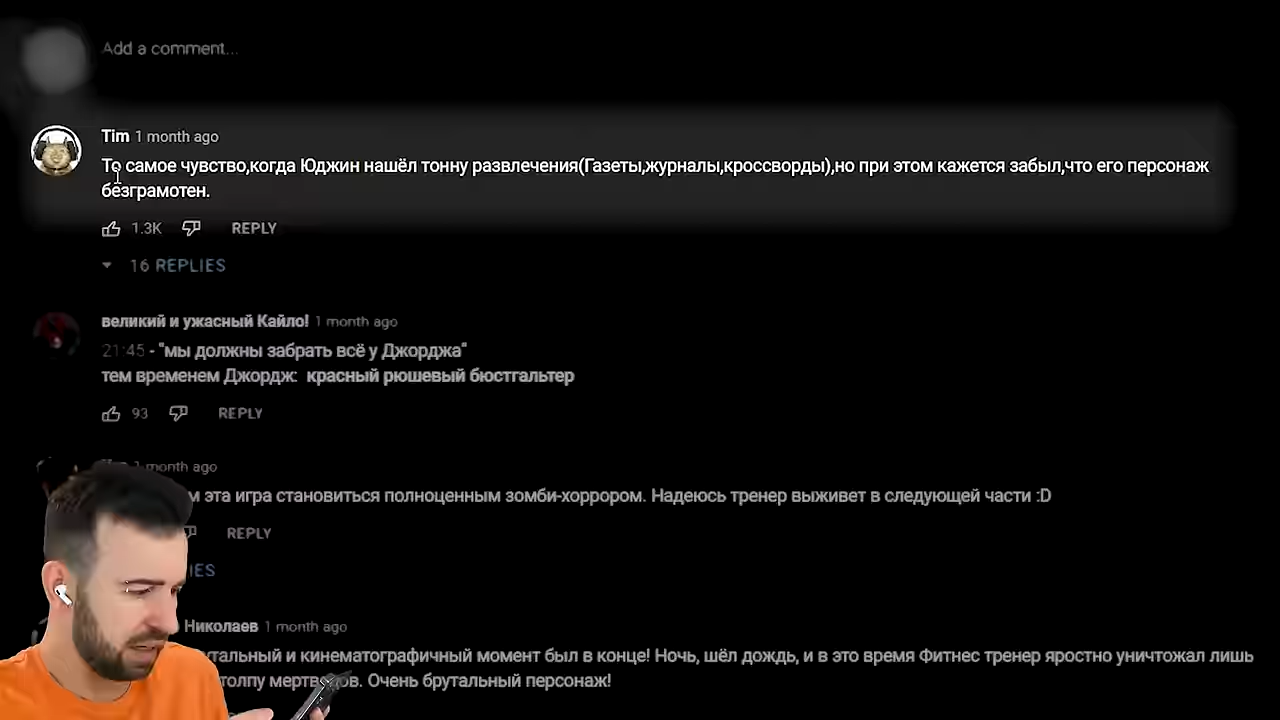 Add a comment...
Tim 1 month ago
То самое чувство,когда Юджин нашёл тонну развлечения(Газеты,журналы,кроссворды),но при этом кажется забыл,что его персонаж
безграмотен.
1.3K REPLY
16 REPLIES
великий и ужасный Кайло! 1 month ago
21:45 - "мы должны забрать всё у Джорджа"
тем временем Джордж: красный рюшевый бюстгальтер
93 REPLY
1 month ago
эта игра становиться полноценным зомби-хоррором. Надеюсь тренер выживет в следующей части :D
REPLY
Николаев 1 month ago
и кинематографичный момент был в конце! Ночь, шёл дождь, и в это время Фитнес тренер яростно уничтожал лишь
толпу мертвецов. Очень брутальный персонаж!